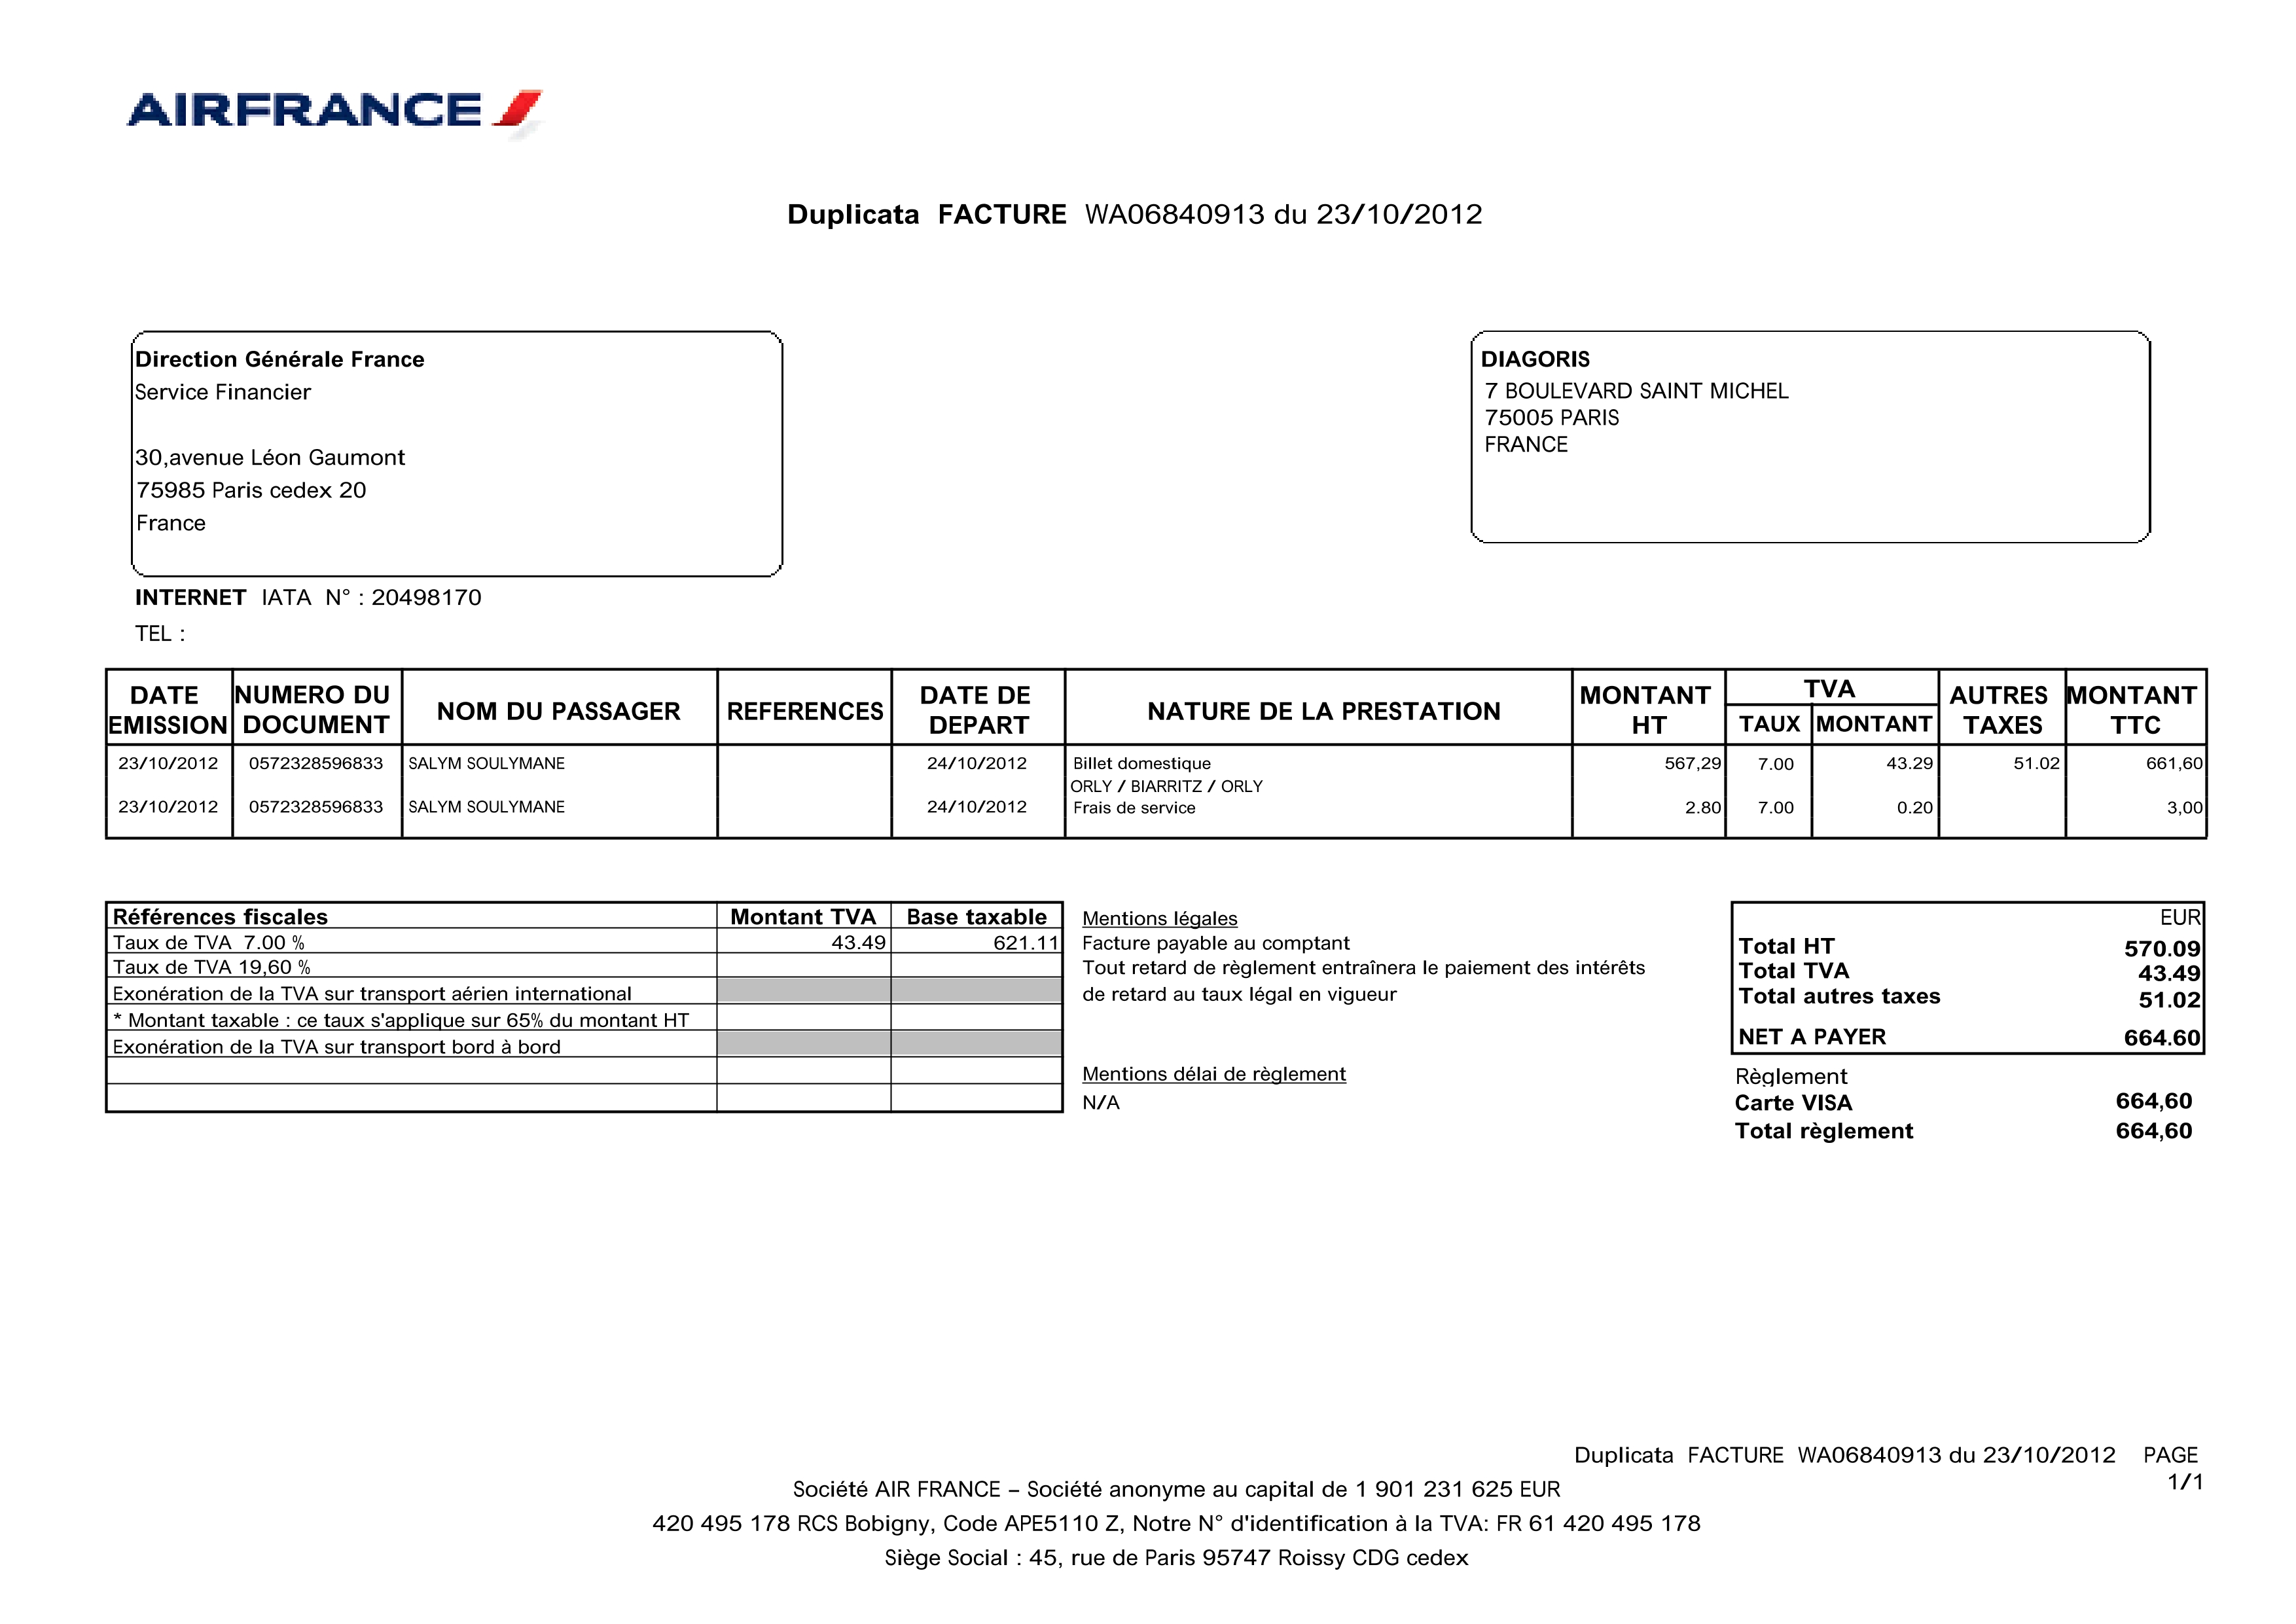 AIRFRANCE
Duplicata FACTURE WA06840913 du 23/10/2012
Direction Générale France
Service Financier
30,avenue Léon Gaumont
75985 Paris cedex 20
France
DIAGORIS
7 BOULEVARD SAINT MICHEL
75005 PARIS
FRANCE
INTERNET IATA N° : 20498170
TEL :
DATE EMISSION NUMERO DU DOCUMENT NOM DU PASSAGER REFERENCES DATE DE DEPART NATURE DE LA PRESTATION MONTANT HT TVA TAUX MONTANT AUTRES TAXES MONTANT TTC
23/10/2012 0572328596833 SALYM SOULYMANE 24/10/2012 Billet domestique 567,29 7.00 43.29 51.02 661,60
ORLY / BIARRITZ / ORLY
23/10/2012 0572328596833 SALYM SOULYMANE 24/10/2012 Frais de service 2.80 7.00 0.20 3,00
Références fiscales Montant TVA Base taxable
Taux de TVA 7.00 % 43.49 621.11
Taux de TVA 19,60 %
Exonération de la TVA sur transport aérien international
* Montant taxable : ce taux s'applique sur 65% du montant HT
Exonération de la TVA sur transport bord à bord
Mentions légales
Facture payable au comptant
Tout retard de règlement entraînera le paiement des intérêts
de retard au taux légal en vigueur
Mentions délai de règlement
N/A
EUR
Total HT 570.09
Total TVA 43.49
Total autres taxes 51.02
NET A PAYER 664.60
Règlement
Carte VISA 664,60
Total règlement 664,60
Duplicata FACTURE WA06840913 du 23/10/2012 PAGE
1/1
Société AIR FRANCE – Société anonyme au capital de 1 901 231 625 EUR
420 495 178 RCS Bobigny, Code APE5110 Z, Notre N° d'identification à la TVA: FR 61 420 495 178
Siège Social : 45, rue de Paris 95747 Roissy CDG cedex